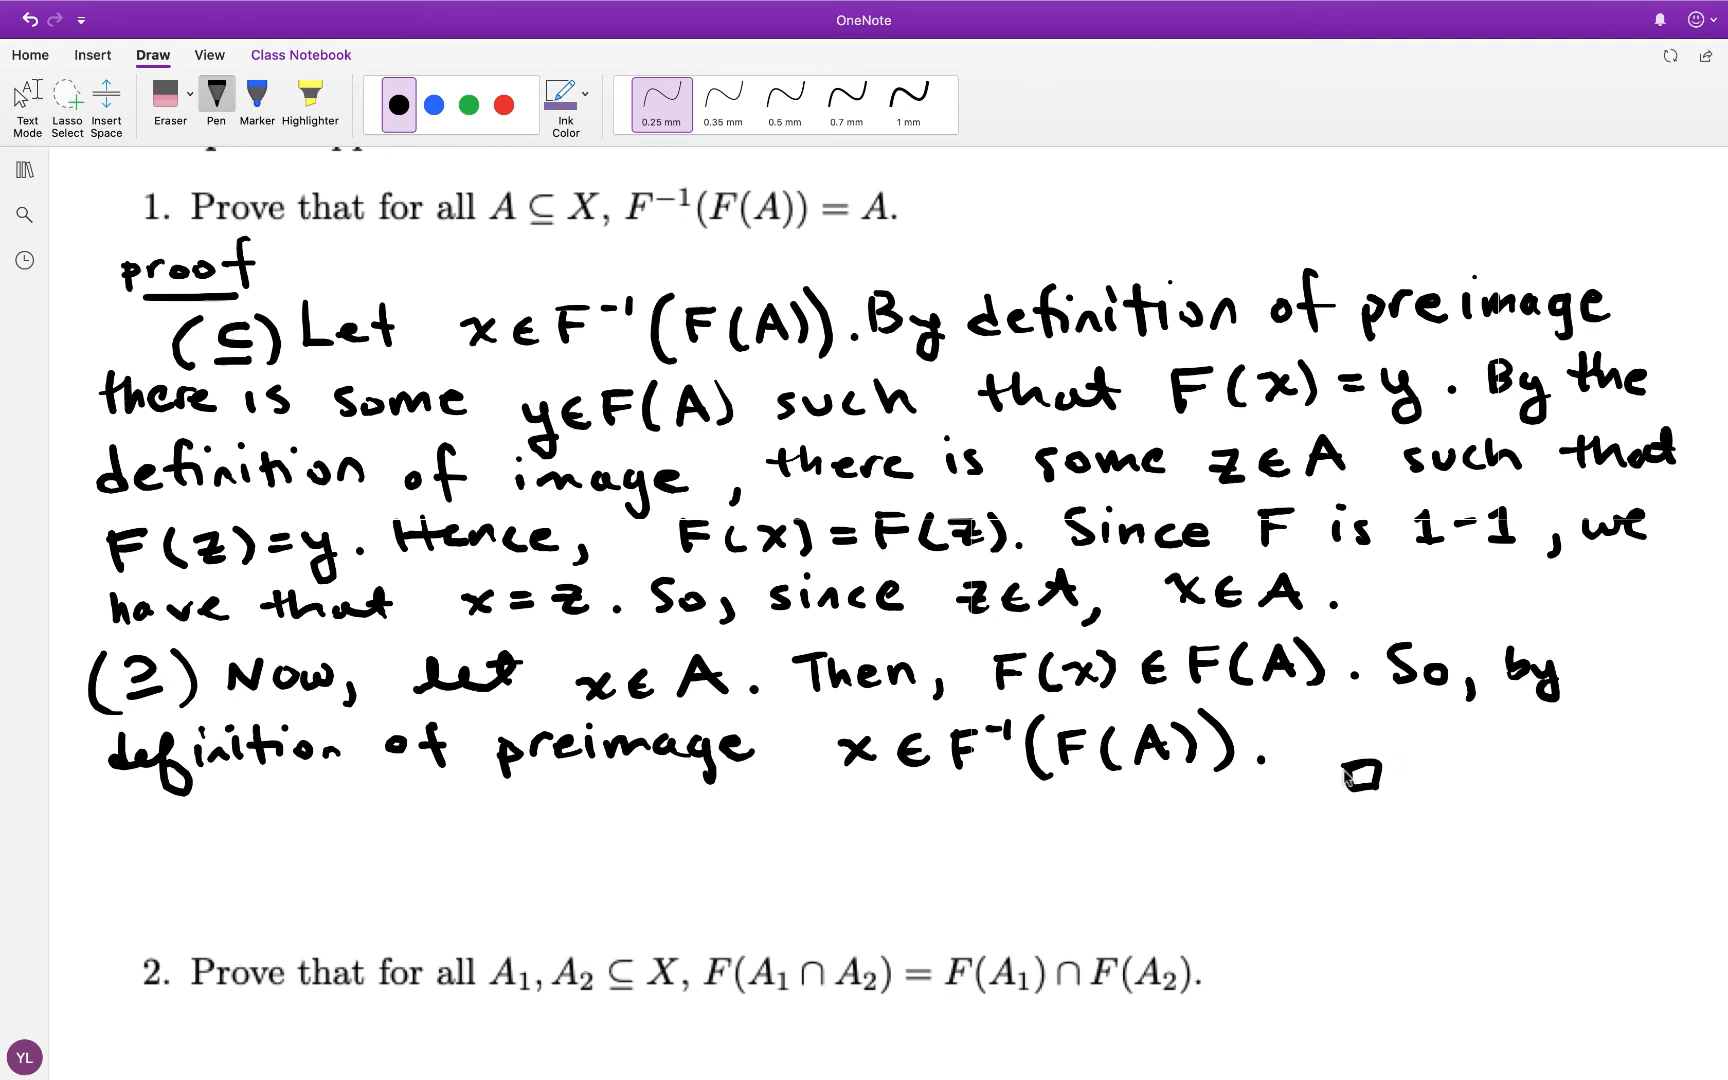 OneNote
Home Insert Draw View Class Notebook
Text Mode Lasso Select Insert Space Eraser Pen Marker Highlighter Ink Color 0.25 mm 0.35 mm 0.5 mm 0.7 mm 1 mm
1. Prove that for all A ⊆ X, F⁻¹(F(A)) = A.
proof
(⊆) Let x ∈ F⁻¹(F(A)). By definition of preimage
there is some y ∈ F(A) such that F(x) = y. By the
definition of image, there is some z ∈ A such that
F(z) = y. Hence, F(x) = F(z). Since F is 1-1, we
have that x = z. So, since z ∈ A, x ∈ A.
(⊇) Now, let x ∈ A. Then, F(x) ∈ F(A). So, by
definition of preimage x ∈ F⁻¹(F(A)). □
2. Prove that for all A₁, A₂ ⊆ X, F(A₁ ∩ A₂) = F(A₁) ∩ F(A₂).
YL